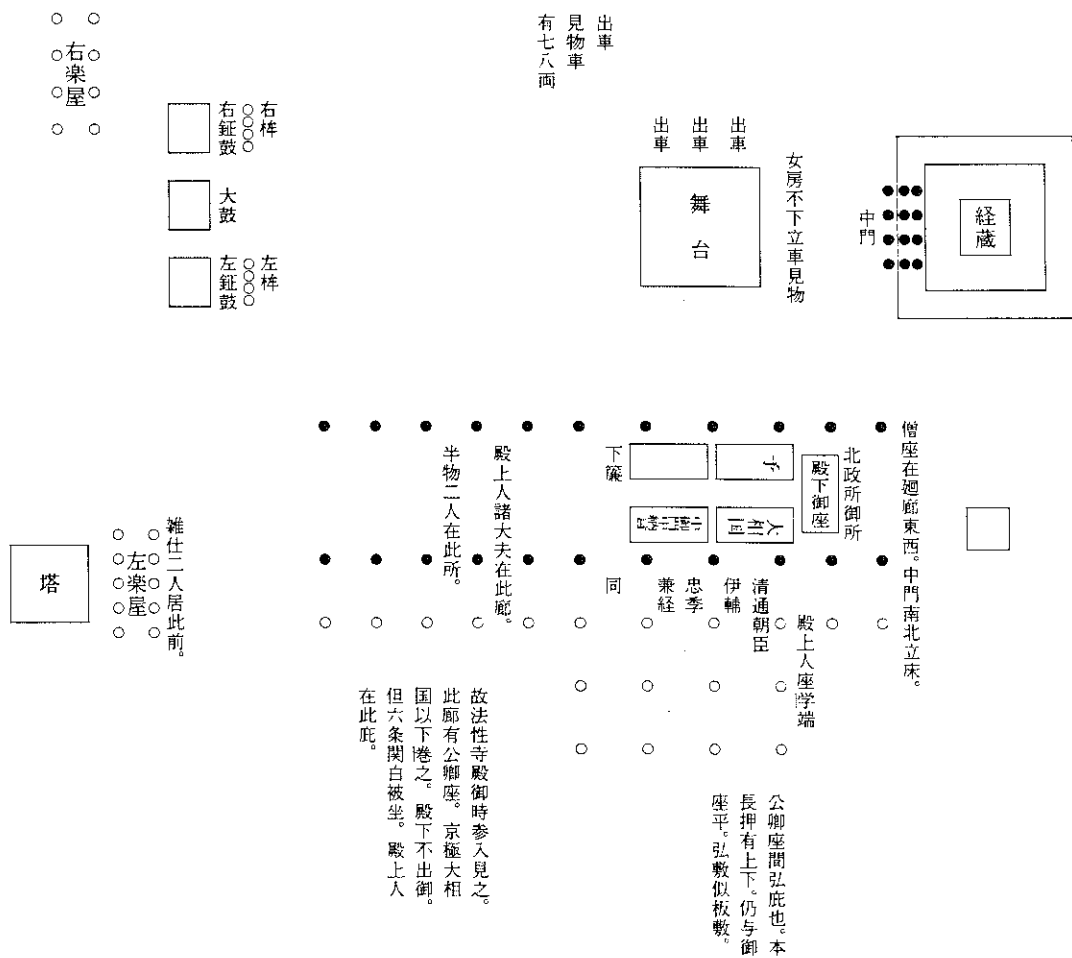 経蔵
中門
女房不下立車見物
出車
出車
出車
舞台
出車
見物車
有七八両
右桙
右鉦鼓
大鼓
左桙
左鉦鼓
右楽屋
僧座在廻廊東西。中門南北立床。
北政所御所
殿下御座
予
大相国
下簾
殿上人諸大夫在此廊。
半物二人在此所。
殿上人座学端
清通朝臣
伊輔
忠季
兼経
同
雑仕二人居此前。
左楽屋
塔
公卿座間弘庇也。本
長押有上下。仍与御
座平。弘敷似板敷。
故法性寺殿御時参入見之。
此廊有公卿座。京極大相
国以下巻之。殿下不出御。
但六条関白被坐。殿上人
在此庇。